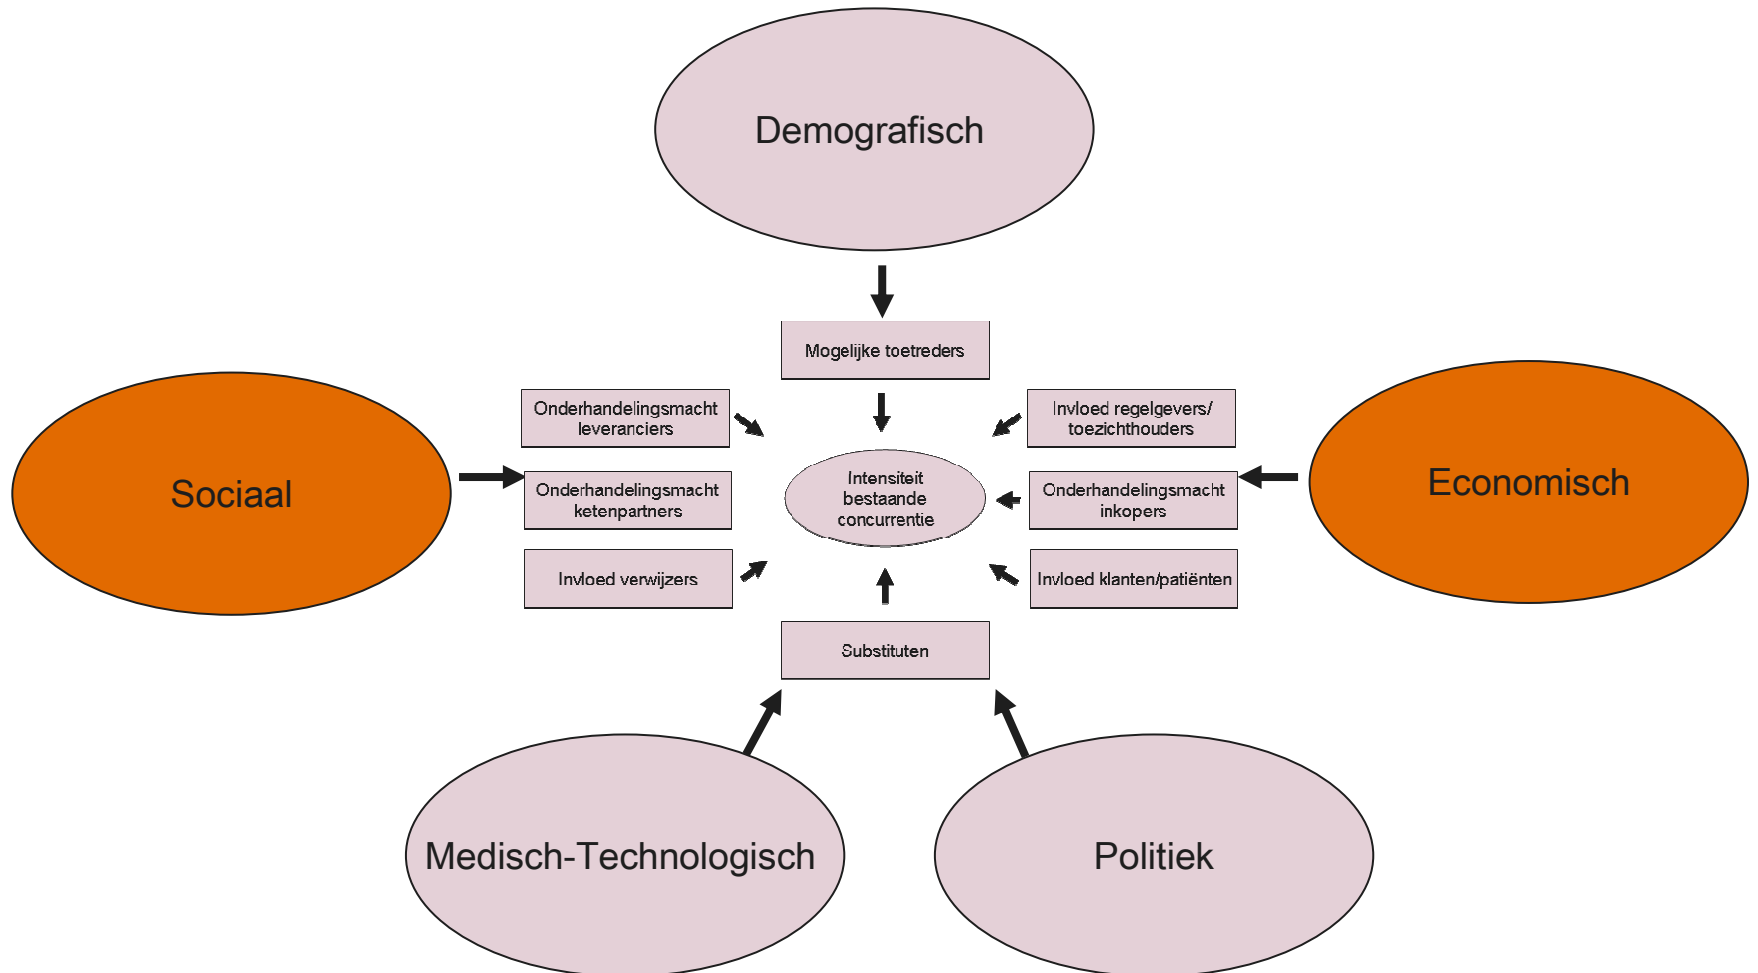 Demografisch
Mogelijke toetreders
Onderhandelingsmacht
leveranciers
Invloed regelgevers/
toezichthouders
Sociaal
Onderhandelingsmacht
ketenpartners
Intensiteit
bestaande
concurrentie
Onderhandelingsmacht
inkopers
Economisch
Invloed verwijzers
Invloed klanten/patiënten
Substituten
Medisch-Technologisch
Politiek